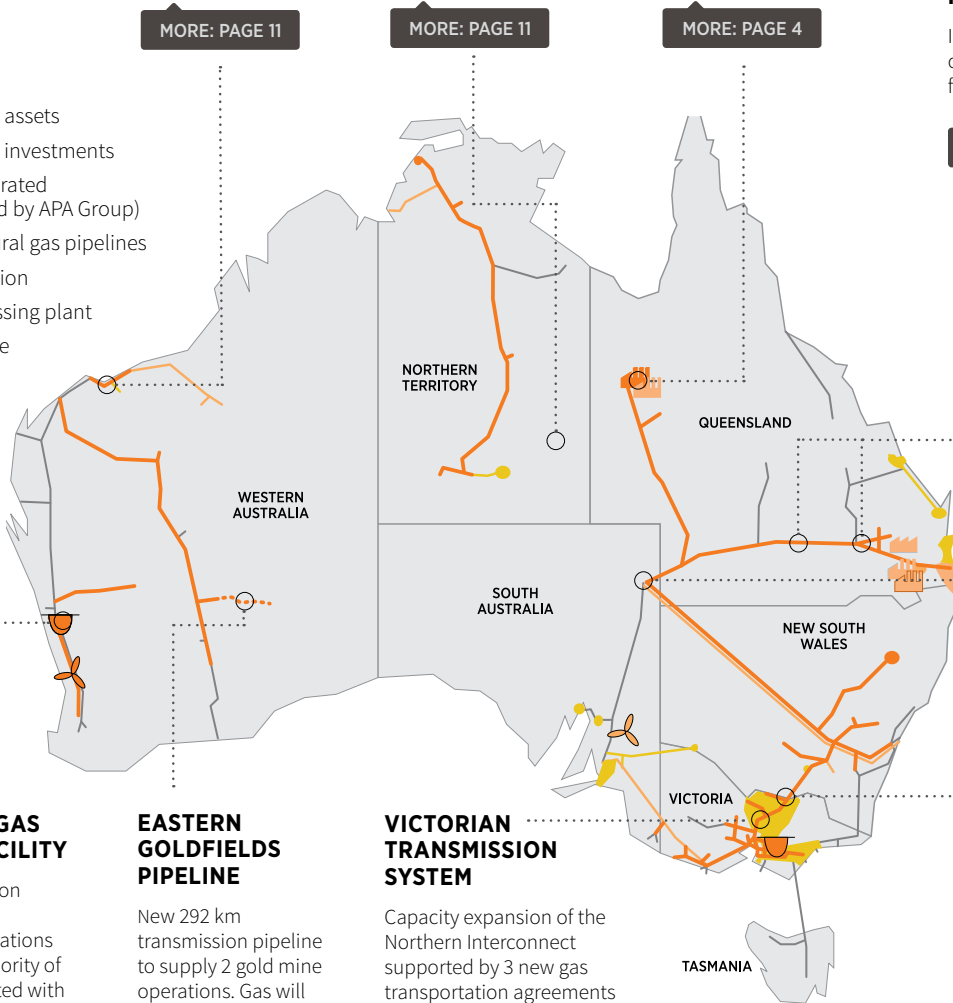 MORE: PAGE 11
MORE: PAGE 11
MORE: PAGE 4
assets
investments
rated
d by APA Group)
ral gas pipelines
ion
ssing plant
e
NORTHERN
TERRITORY
QUEENSLAND
WESTERN
AUSTRALIA
SOUTH
AUSTRALIA
NEW SOUTH
WALES
VICTORIA
TASMANIA
GAS
CILITY
on
ations
ority of
ted with
EASTERN
GOLDFIELDS
PIPELINE
New 292 km
transmission pipeline
to supply 2 gold mine
operations. Gas will
VICTORIAN
TRANSMISSION
SYSTEM
Capacity expansion of the
Northern Interconnect
supported by 3 new gas
transportation agreements